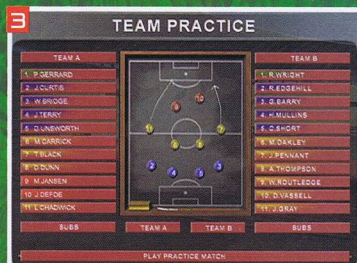 3
TEAM PRACTICE
TEAM A
TEAM B
1 P.GERRARD
2 J.CURTIS
3 W.BRIDGE
4 J.TERRY
5 D.UNSWORTH
6 M.CARRICK
7 T.BLACK
8 D.DUNN
9 M.JANSEN
10 J.DEFOE
11 L.CHADWICK
1 R.WRIGHT
2 R.EDGEHILL
3 G.BARRY
4 H.MULLINS
5 C.SHORT
6 M.OAKLEY
7 J.PENNANT
8 A.THOMPSON
9 W.ROUTLEDGE
10 D.VASSELL
11 J.GRAY
SUBS
TEAM A
TEAM B
SUBS
PLAY PRACTICE MATCH